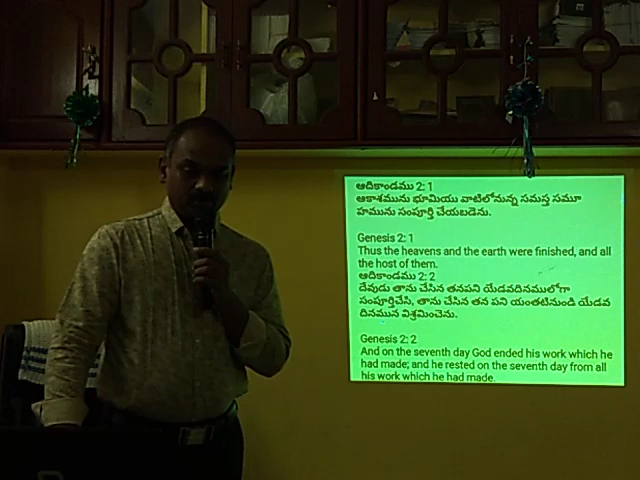 ఆదికాండము 2: 1
ఆకాశమును భూమియు వాటిలోనున్న సమస్త సమూ
హమును సంపూర్తి చేయబడెను.
Genesis 2: 1
Thus the heavens and the earth were finished, and all
the host of them.
ఆదికాండము 2: 2
దేవుడు తాను చేసిన తనపని యేడవదినములోగా
సంపూర్తిచేసి, తాను చేసిన తన పని యంతటినుండి యేడవ
దినమున విశ్రమించెను.
Genesis 2: 2
And on the seventh day God ended his work which he
had made; and he rested on the seventh day from all
his work which he had made.